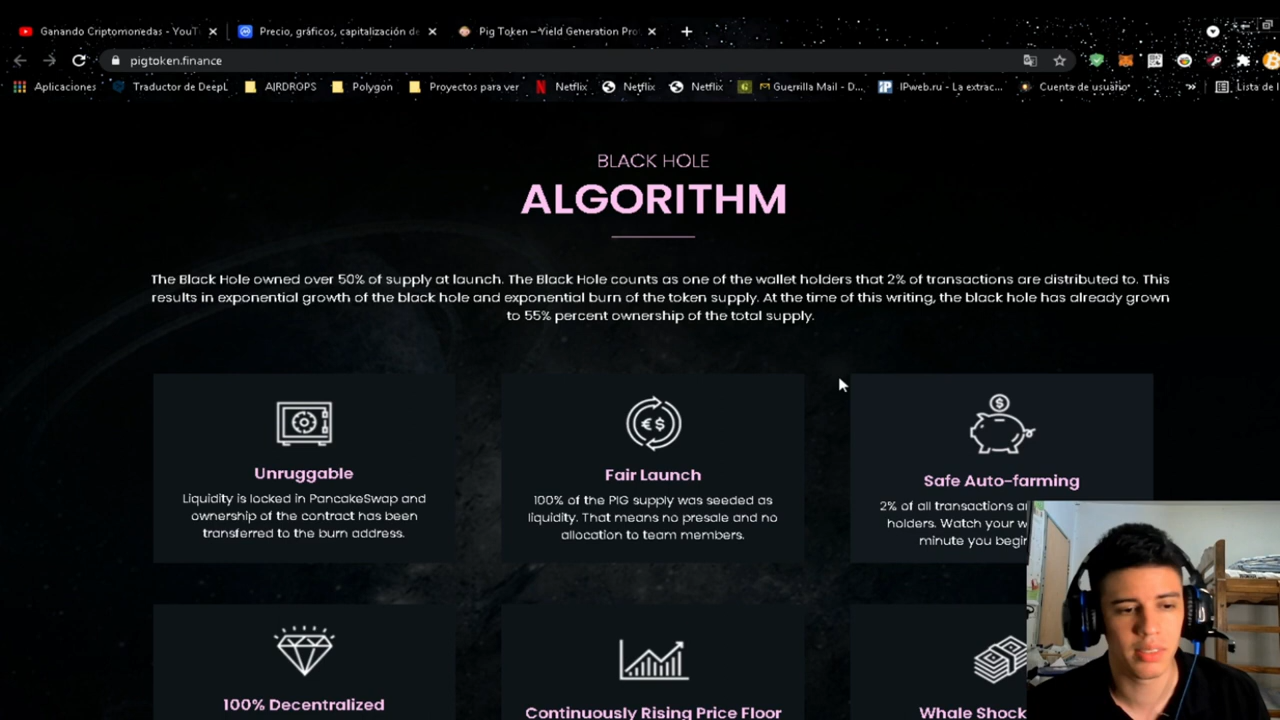 Ganando Criptomonedas - YouT
Precio, gráficos, capitalización de
Pig Token – Yield Generation Pro
pigtoken.finance
Aplicaciones
Traductor de DeepL
AIRDROPS
Polygon
Proyectos para ver
Netflix
Netflix
Netflix
Guerrilla Mail - D...
IPweb.ru - La extrac...
Cuenta de usuario
Lista de l
BLACK HOLE
ALGORITHM
The Black Hole owned over 50% of supply at launch. The Black Hole counts as one of the wallet holders that 2% of transactions are distributed to. This
results in exponential growth of the black hole and exponential burn of the token supply. At the time of this writing, the black hole has already grown
to 55% percent ownership of the total supply.
Unruggable
Liquidity is locked in PancakeSwap and
ownership of the contract has been
transferred to the burn address.
Fair Launch
100% of the PIG supply was seeded as
liquidity. That means no presale and no
allocation to team members.
Safe Auto-farming
2% of all transactions a
holders. Watch your w
minute you begin
100% Decentralized
Continuously Rising Price Floor
Whale Shock